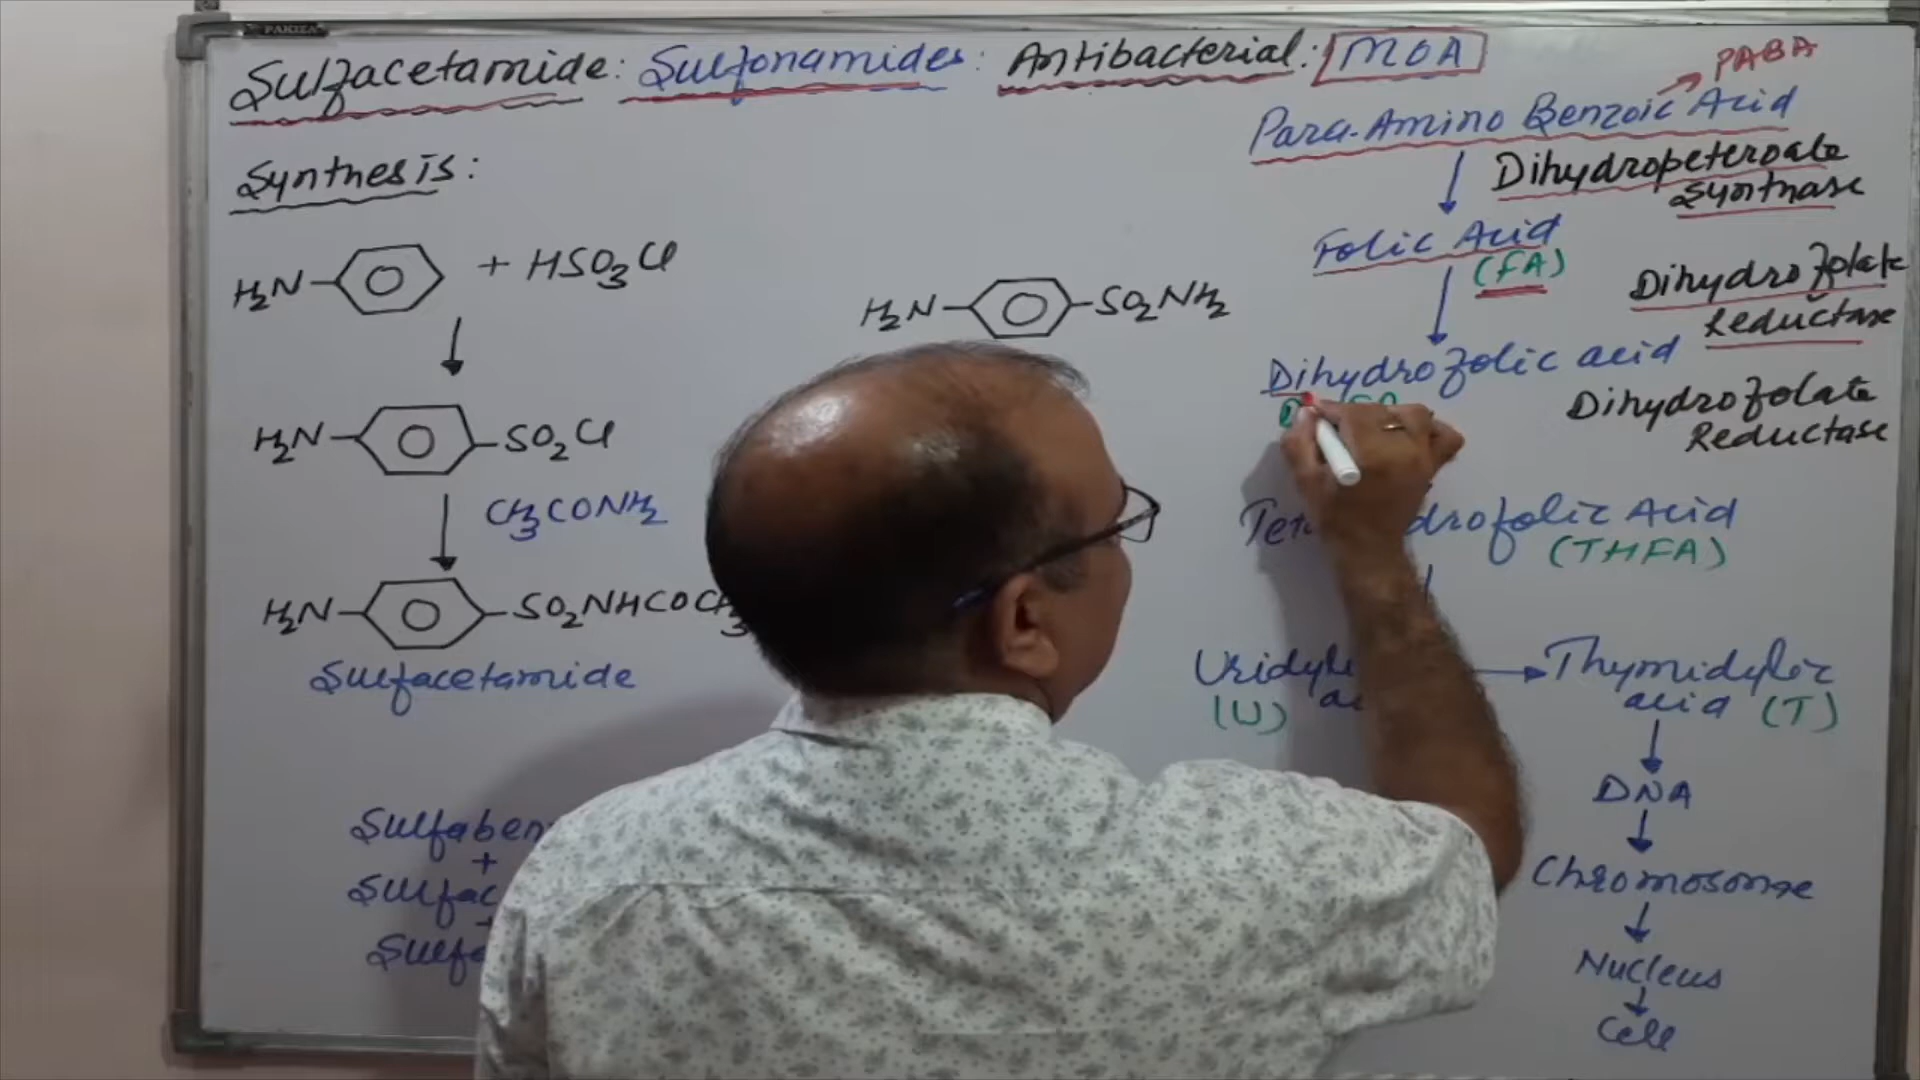 Sulfacetamide: Sulfonamides: Antibacterial: MOA
PABA
Para-Amino Benzoic Acid
Dihydropeteroate
Synthase
Folic Acid
(FA)
Dihydrofolate
Reductase
Dihydrofolic acid
Dihydrofolate
Reductase
Acid
(THFA)
(U)
Thymidylic
acid (T)
DNA
Chromosome
Nucleus
Cell
Synthesis:
H2N + HSO3Cl
H2N SO2Cl
CH3CONH2
H2N SO2NHCOCH3
Sulfacetamide
H2N SO2NH2
+